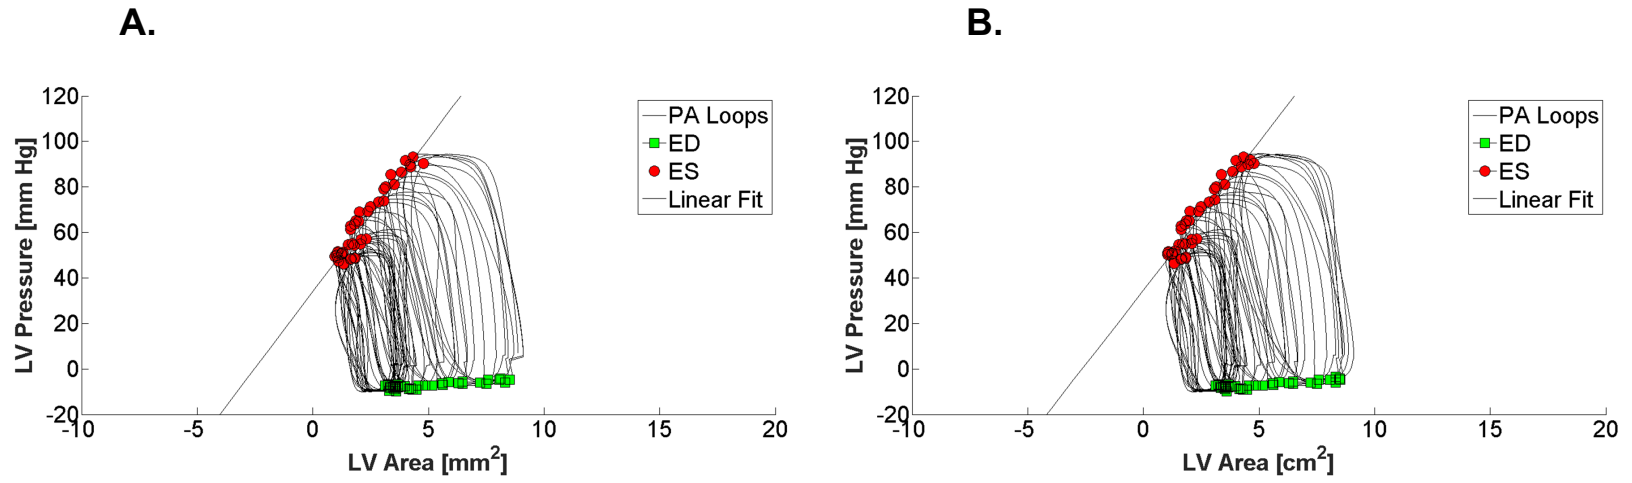 A.
B.
120
100
80
60
40
20
0
-20
-10
-5
0
5
10
15
20
LV Pressure [mm Hg]
LV Area [mm²]
PA Loops
ED
ES
Linear Fit
120
100
80
60
40
20
0
-20
-10
-5
0
5
10
15
20
LV Pressure [mm Hg]
LV Area [cm²]
PA Loops
ED
ES
Linear Fit